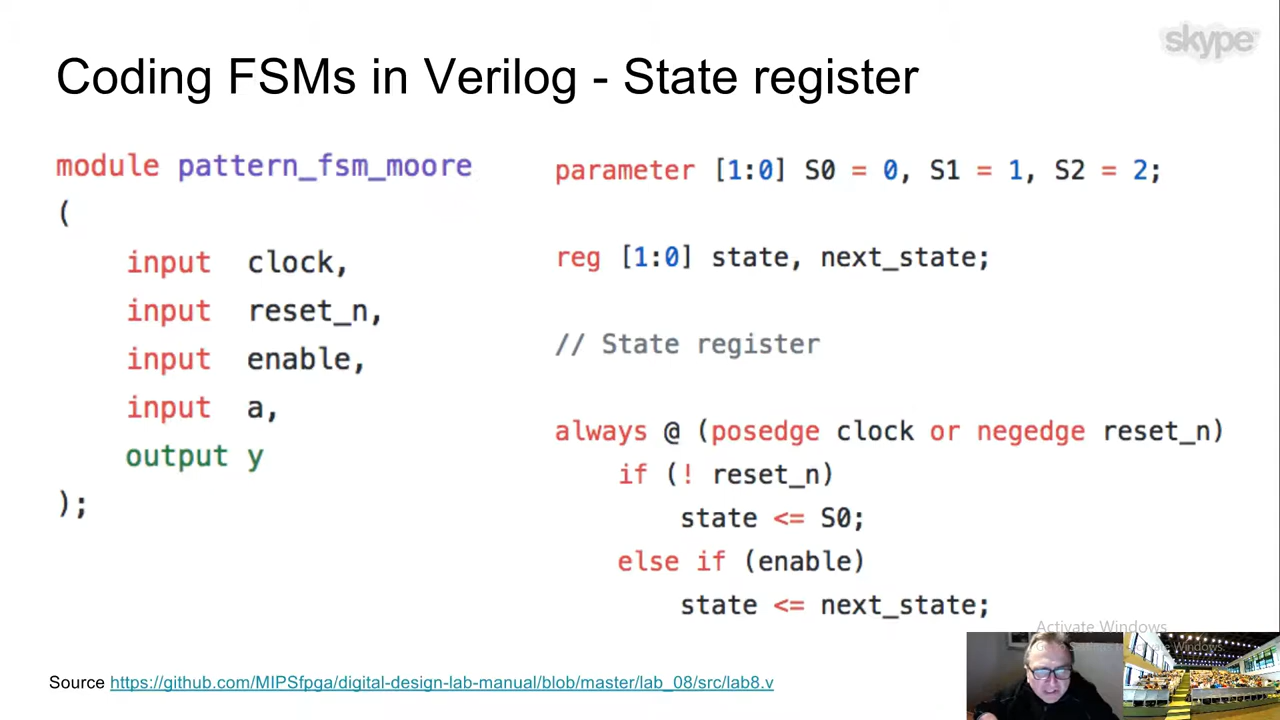 skype
Coding FSMs in Verilog - State register
module pattern_fsm_moore
(
input clock,
input reset_n,
input enable,
input a,
output y
);
parameter [1:0] S0 = 0, S1 = 1, S2 = 2;
reg [1:0] state, next_state;
// State register
always @ (posedge clock or negedge reset_n)
if (! reset_n)
state <= S0;
else if (enable)
state <= next_state;
Activate Windows
Source https://github.com/MIPSfpga/digital-design-lab-manual/blob/master/lab_08/src/lab8.v